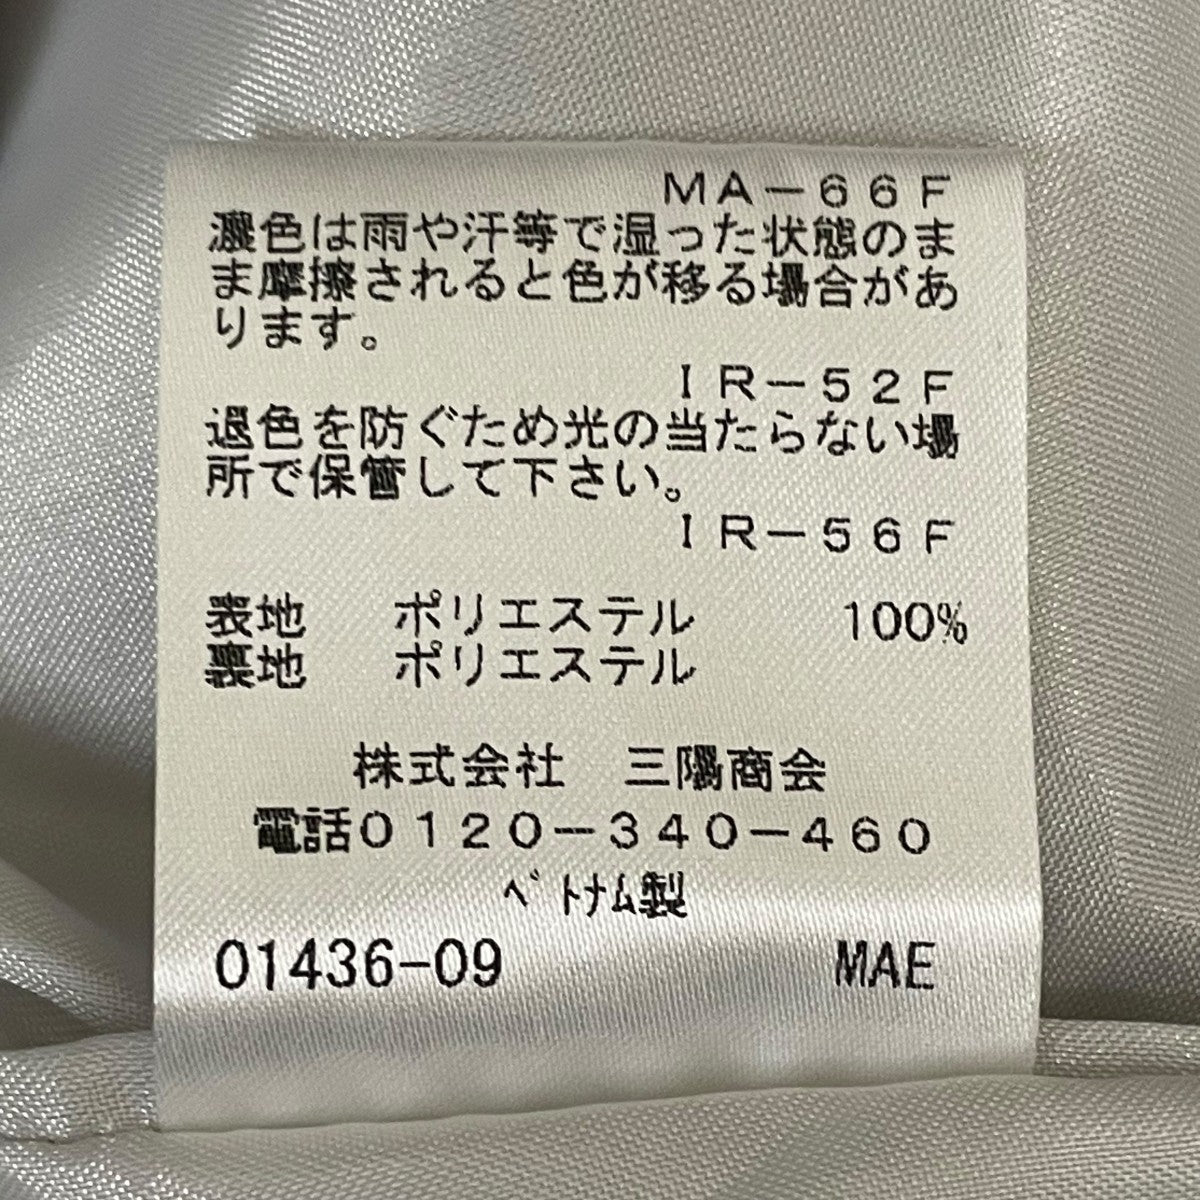 MA−66F
濃色は雨や汗等で湿った状態のま
ま摩擦されると色が移る場合があ
ります。
IR−52F
退色を防ぐため光の当たらない場
所で保管して下さい。
IR−56F
表地 ポリエステル 100%
裏地 ポリエステル
株式会社 三陽商会
電話0120−340−460
ベトナム製
01436-09 MAE